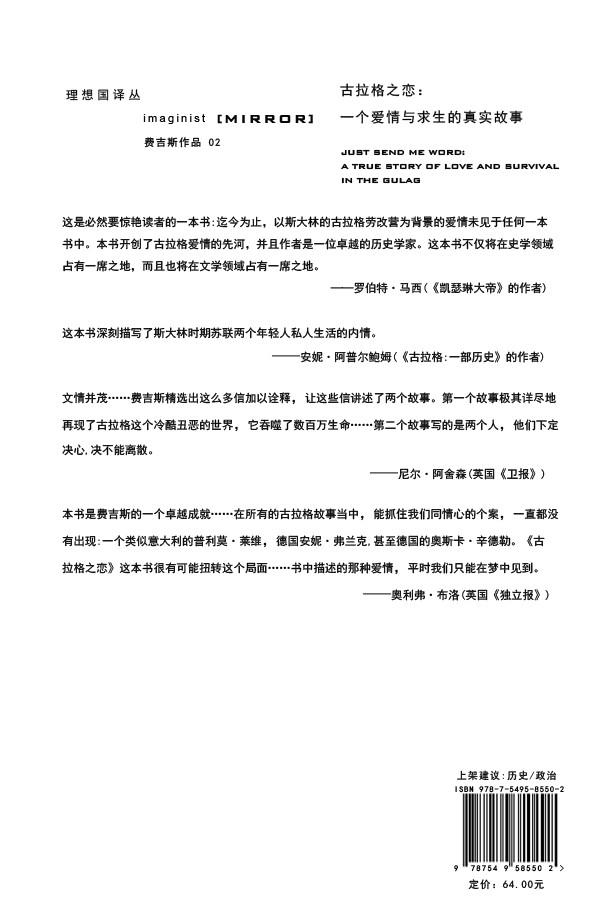 理想国译丛
imaginist [MIRROR]
费吉斯作品 02
古拉格之恋：
一个爱情与求生的真实故事
JUST SEND ME WORD:
A TRUE STORY OF LOVE AND SURVIVAL
IN THE GULAG
这是必然要惊艳读者的一本书：迄今为止，以斯大林的古拉格劳改营为背景的爱情未见于任何一本
书中。本书开创了古拉格爱情的先河，并且作者是一位卓越的历史学家。这本书不仅将在史学领域
占有一席之地，而且也将在文学领域占有一席之地。
——罗伯特·马西(《凯瑟琳大帝》的作者)
这本书深刻描写了斯大林时期苏联两个年轻人私人生活的内情。
——安妮·阿普尔鲍姆(《古拉格：一部历史》的作者)
文情并茂……费吉斯精选出这么多信加以诠释，让这些信讲述了两个故事。第一个故事极其详尽地
再现了古拉格这个冷酷丑恶的世界，它吞噬了数百万生命……第二个故事写的是两个人，他们下定
决心，决不能离散。
——尼尔·阿舍森(英国《卫报》)
本书是费吉斯的一个卓越成就……在所有的古拉格故事当中，能抓住我们同情心的个案，一直都没
有出现：一个类似意大利的普利莫·莱维，德国安妮·弗兰克，甚至德国的奥斯卡·辛德勒。《古
拉格之恋》这本书很有可能扭转这个局面……书中描述的那种爱情，平时我们只能在梦中见到。
——奥利弗·布洛(英国《独立报》)
上架建议：历史/政治
ISBN 978-7-5495-8550-2
9 787549 585502 >
定价：64.00元